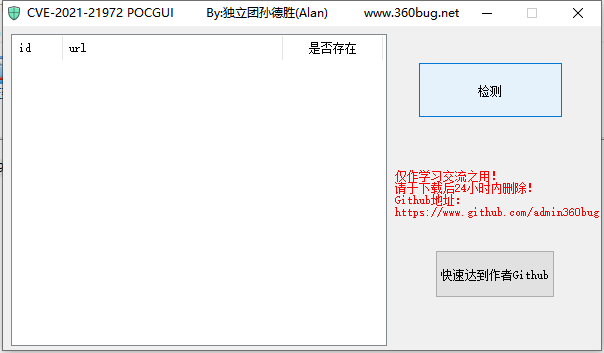 CVE-2021-21972 POCGUI By:独立团孙德胜(Alan) www.360bug.net
id url 是否存在
检测
仅作学习交流之用!
请于下载后24小时内删除!
Github地址:
https://www.github.com/admin360bug
快速达到作者Github